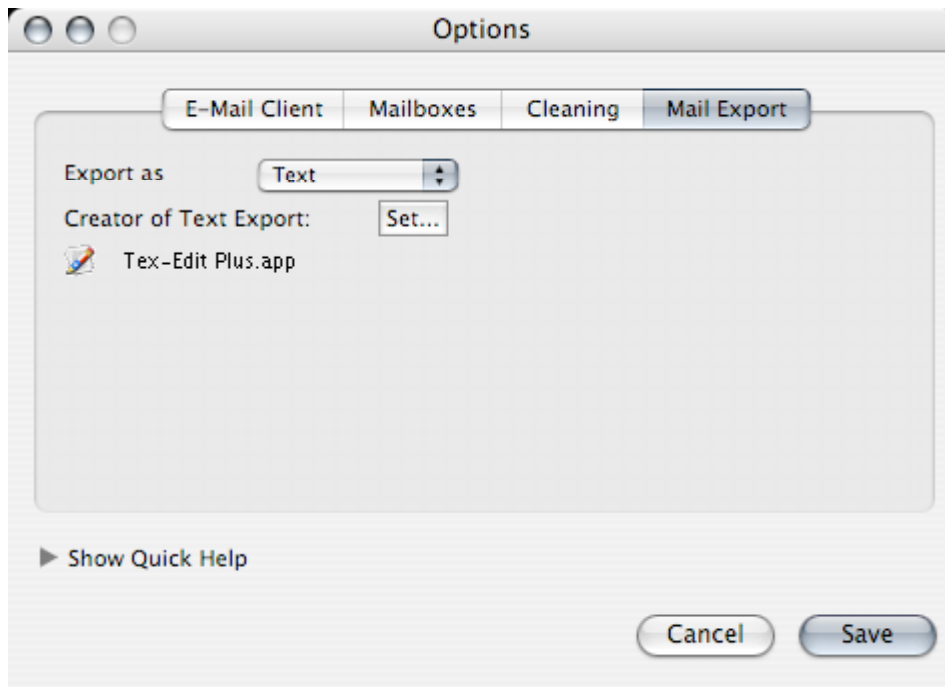 Options
E-Mail Client Mailboxes Cleaning Mail Export
Export as Text
Creator of Text Export: Set...
Tex-Edit Plus.app
Show Quick Help
Cancel Save